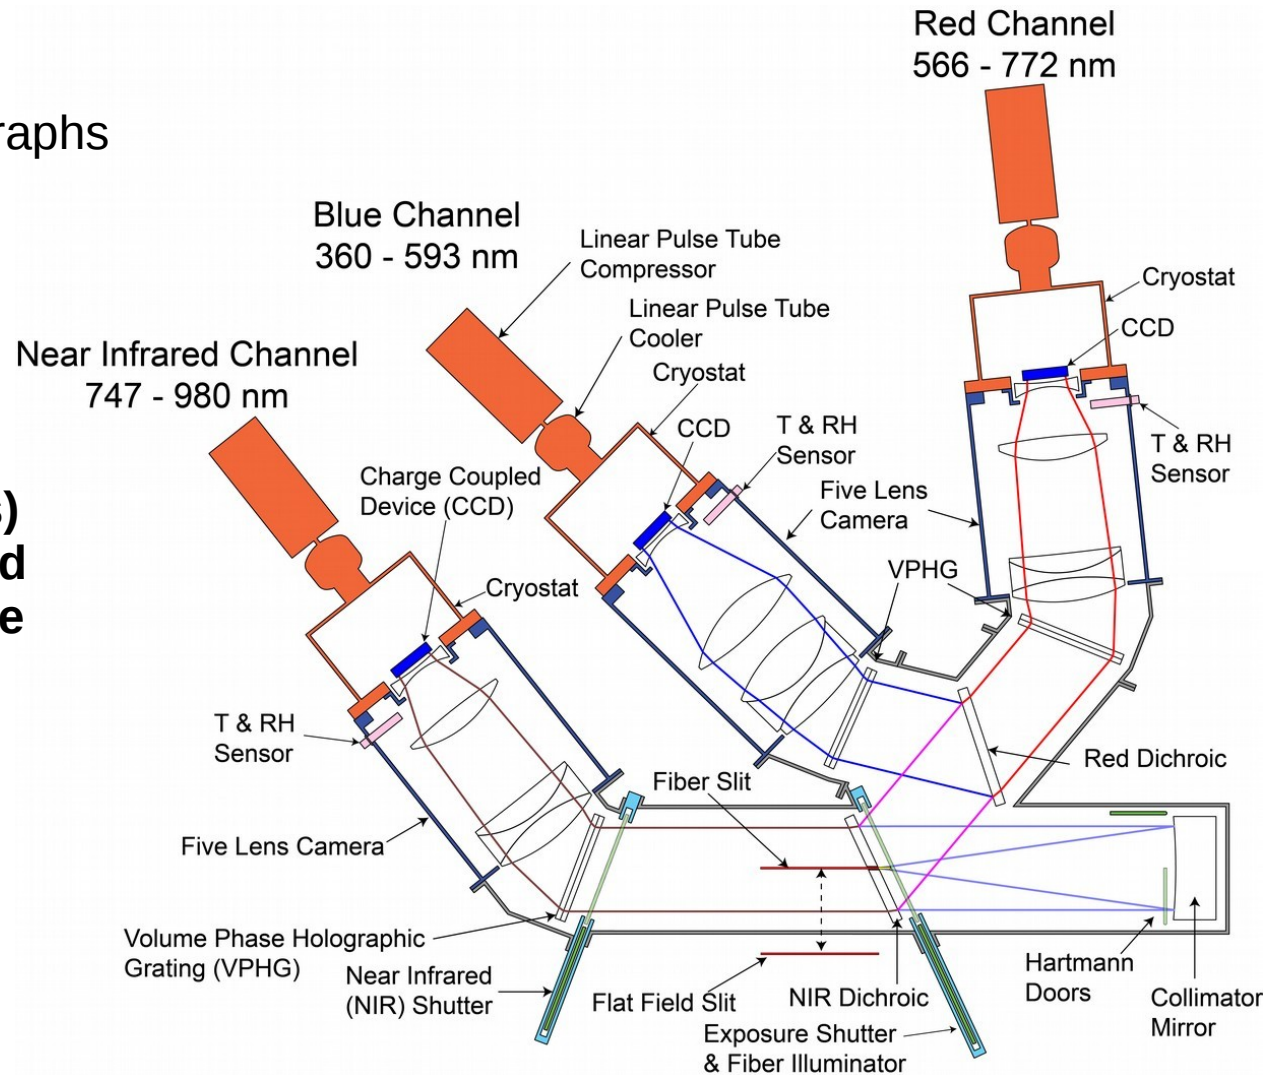 raphs
s)
d
e
Red Channel
566 - 772 nm
Blue Channel
360 - 593 nm
Near Infrared Channel
747 - 980 nm
Linear Pulse Tube
Compressor
Linear Pulse Tube
Cooler
Cryostat
CCD
T & RH
Sensor
Five Lens
Camera
VPHG
Cryostat
CCD
T & RH
Sensor
Charge Coupled
Device (CCD)
Cryostat
T & RH
Sensor
Five Lens Camera
Volume Phase Holographic
Grating (VPHG)
Near Infrared
(NIR) Shutter
Fiber Slit
Flat Field Slit
NIR Dichroic
Exposure Shutter
& Fiber Illuminator
Red Dichroic
Hartmann
Doors
Collimator
Mirror